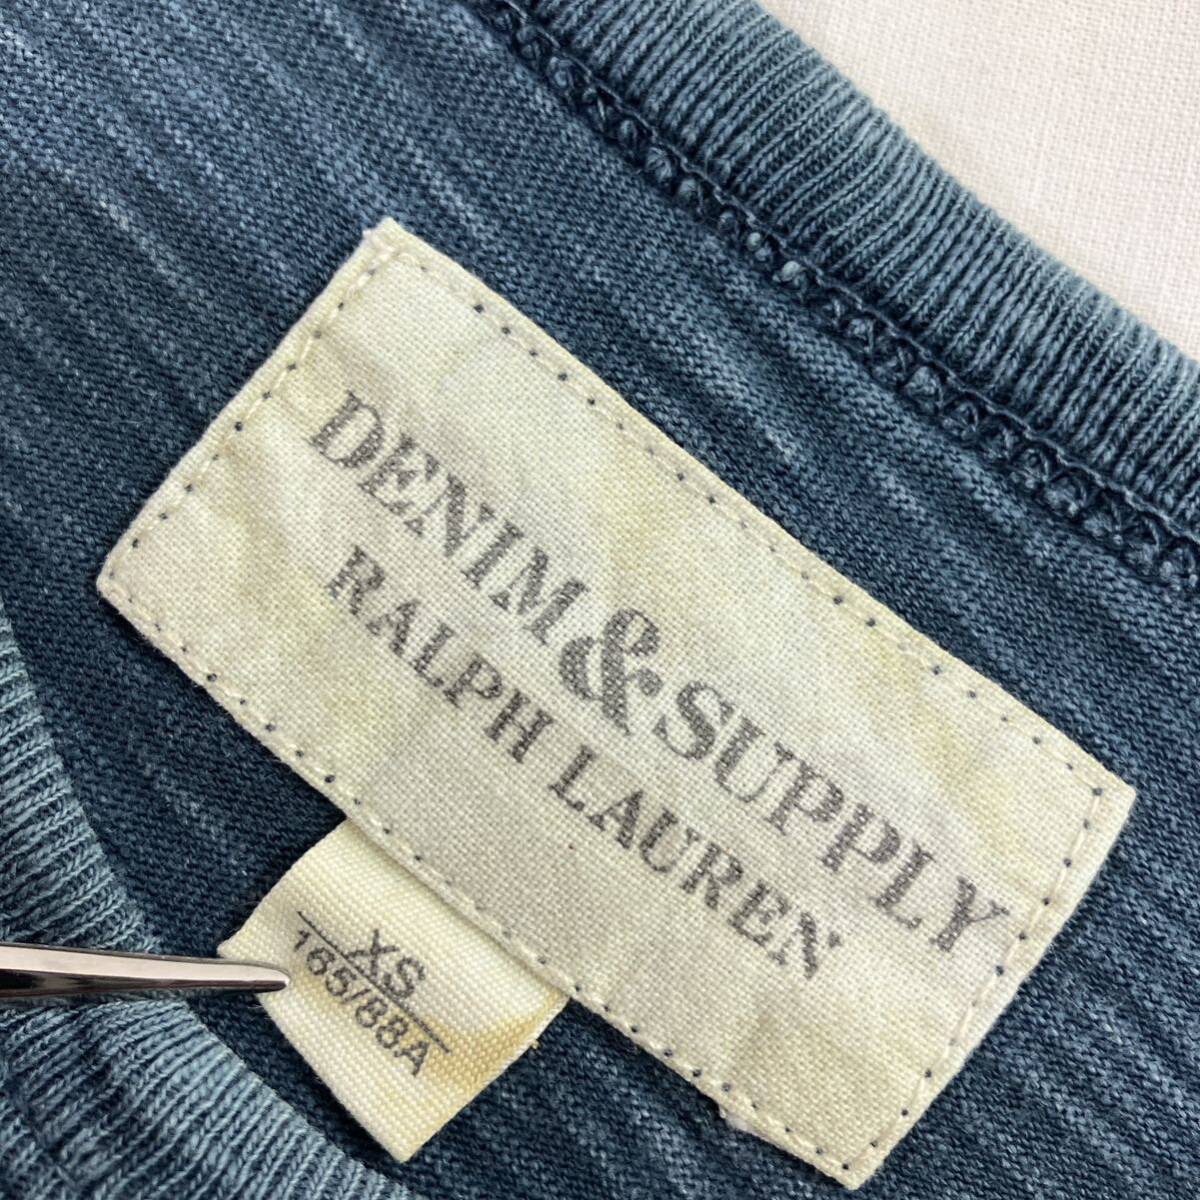 DENIM & SUPPLY
RALPH LAUREN
XS
165/88A